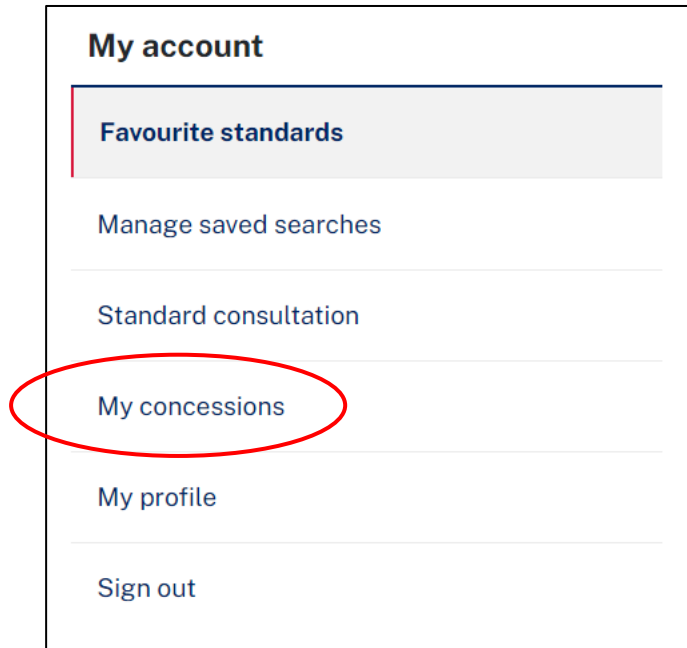 My account
Favourite standards
Manage saved searches
Standard consultation
My concessions
My profile
Sign out